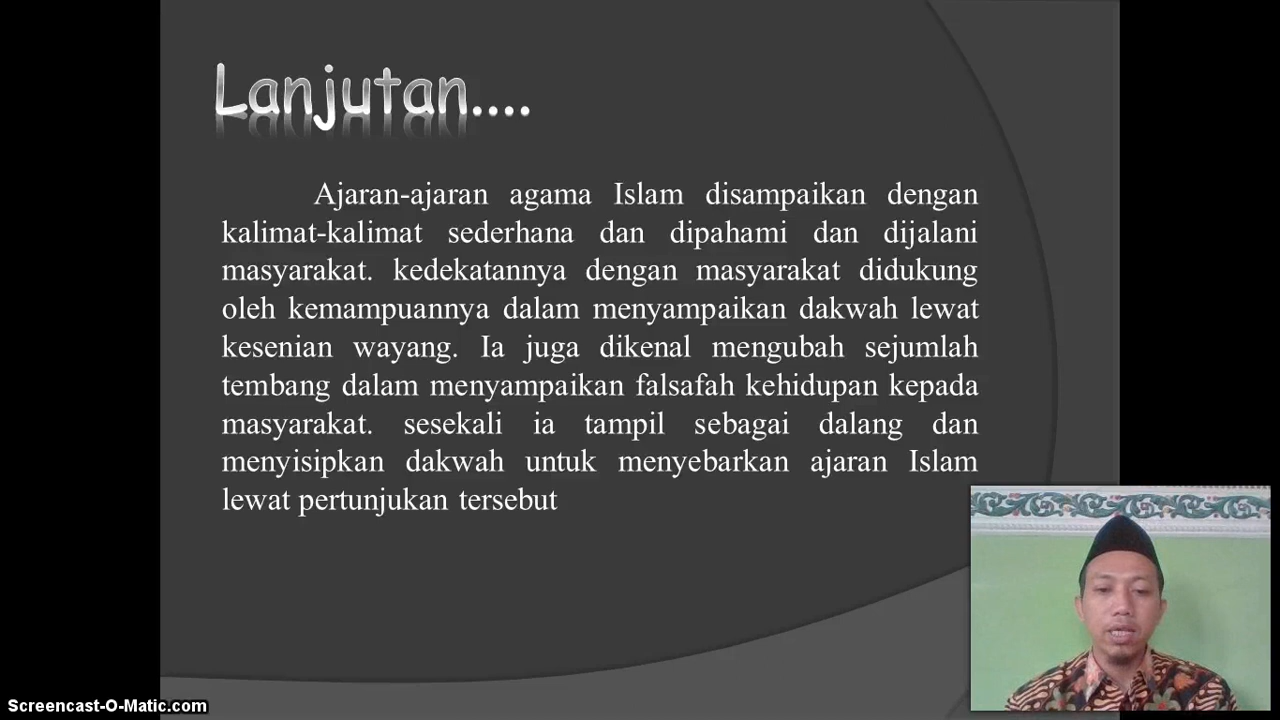 Lanjutan....
Ajaran-ajaran agama Islam disampaikan dengan
kalimat-kalimat sederhana dan dipahami dan dijalani
masyarakat. kedekatannya dengan masyarakat didukung
oleh kemampuannya dalam menyampaikan dakwah lewat
kesenian wayang. Ia juga dikenal mengubah sejumlah
tembang dalam menyampaikan falsafah kehidupan kepada
masyarakat. sesekali ia tampil sebagai dalang dan
menyisipkan dakwah untuk menyebarkan ajaran Islam
lewat pertunjukan tersebut
Screencast-O-Matic.com